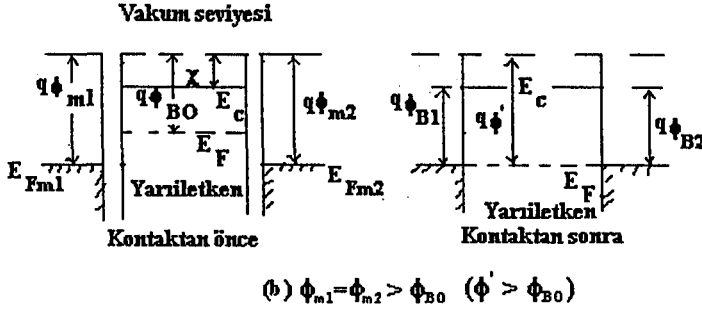 Vakum seviyesi
qϕm1
qϕBO
χ
Ec
EF
qϕm2
EFm1
EFm2
Yarıiletken
Kontaktan önce
qϕB1
qϕ'
Ec
qϕB2
EF
Yarıiletken
Kontaktan sonra
(b) ϕm1=ϕm2 > ϕBO (ϕ' > ϕBO)